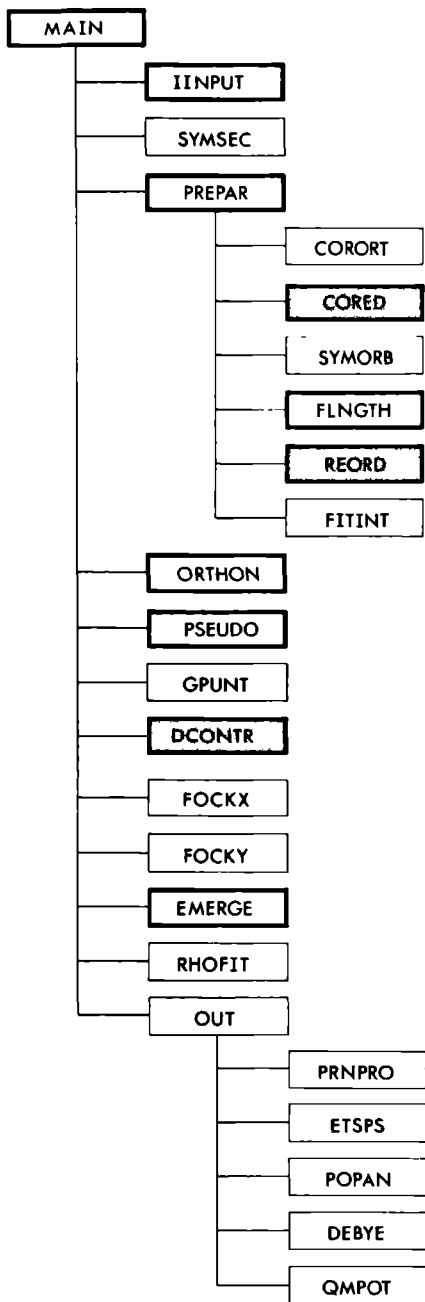 MAIN
IINPUT
SYMSEC
PREPAR
CORORT
CORED
SYMORB
FLNGTH
REORD
FITINT
ORTHON
PSEUDO
GPUNT
DCONTR
FOCKX
FOCKY
EMERGE
RHOFIT
OUT
PRNPRO
ETSPS
POPAN
DEBYE
QMPOT